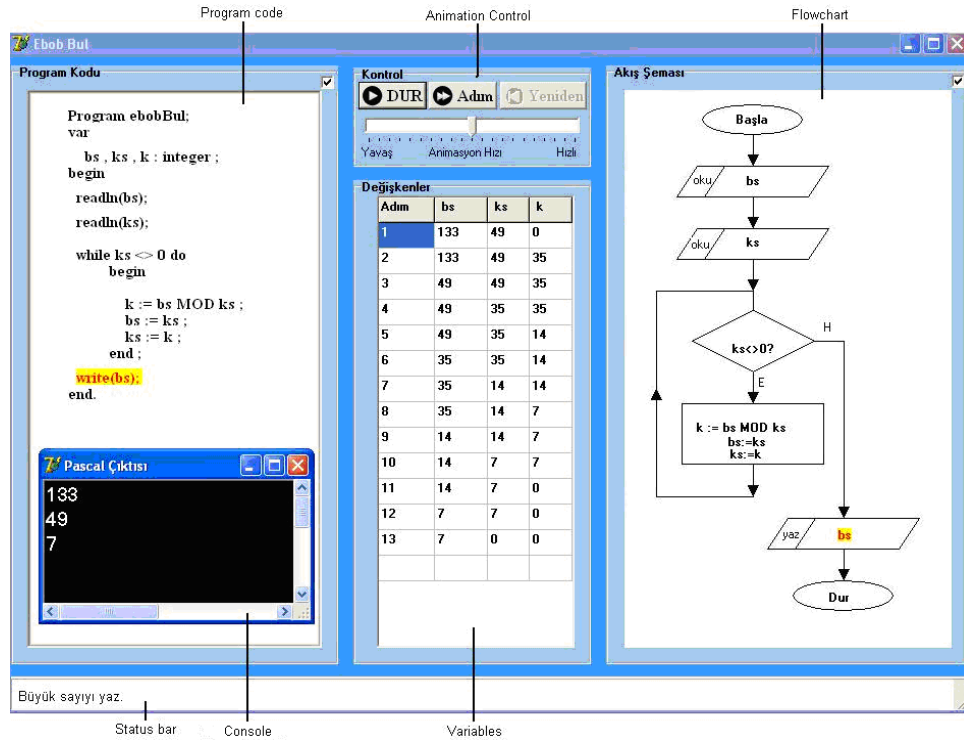 Program code
Animation Control
Flowchart
Ebob Bul
Program Kodu
Program ebobBul;
var
bs , ks , k : integer ;
begin
readln(bs);
readln(ks);
while ks <> 0 do
begin
k := bs MOD ks ;
bs := ks ;
ks := k ;
end ;
write(bs);
end.
Pascal Çıktısı
133
49
7
Kontrol
DUR Adım Yeniden
Yavaş Animasyon Hızı Hızlı
Değişkenler
Adım bs ks k
1 133 49 0
2 133 49 35
3 49 49 35
4 49 35 35
5 49 35 14
6 35 35 14
7 35 14 14
8 35 14 7
9 14 14 7
10 14 7 7
11 14 7 0
12 7 7 0
13 7 0 0
Akış Şeması
Başla
oku bs
oku ks
ks<>0?
H
E
k := bs MOD ks
bs:=ks
ks:=k
yaz bs
Dur
Büyük sayıyı yaz.
Status bar
Console
Variables